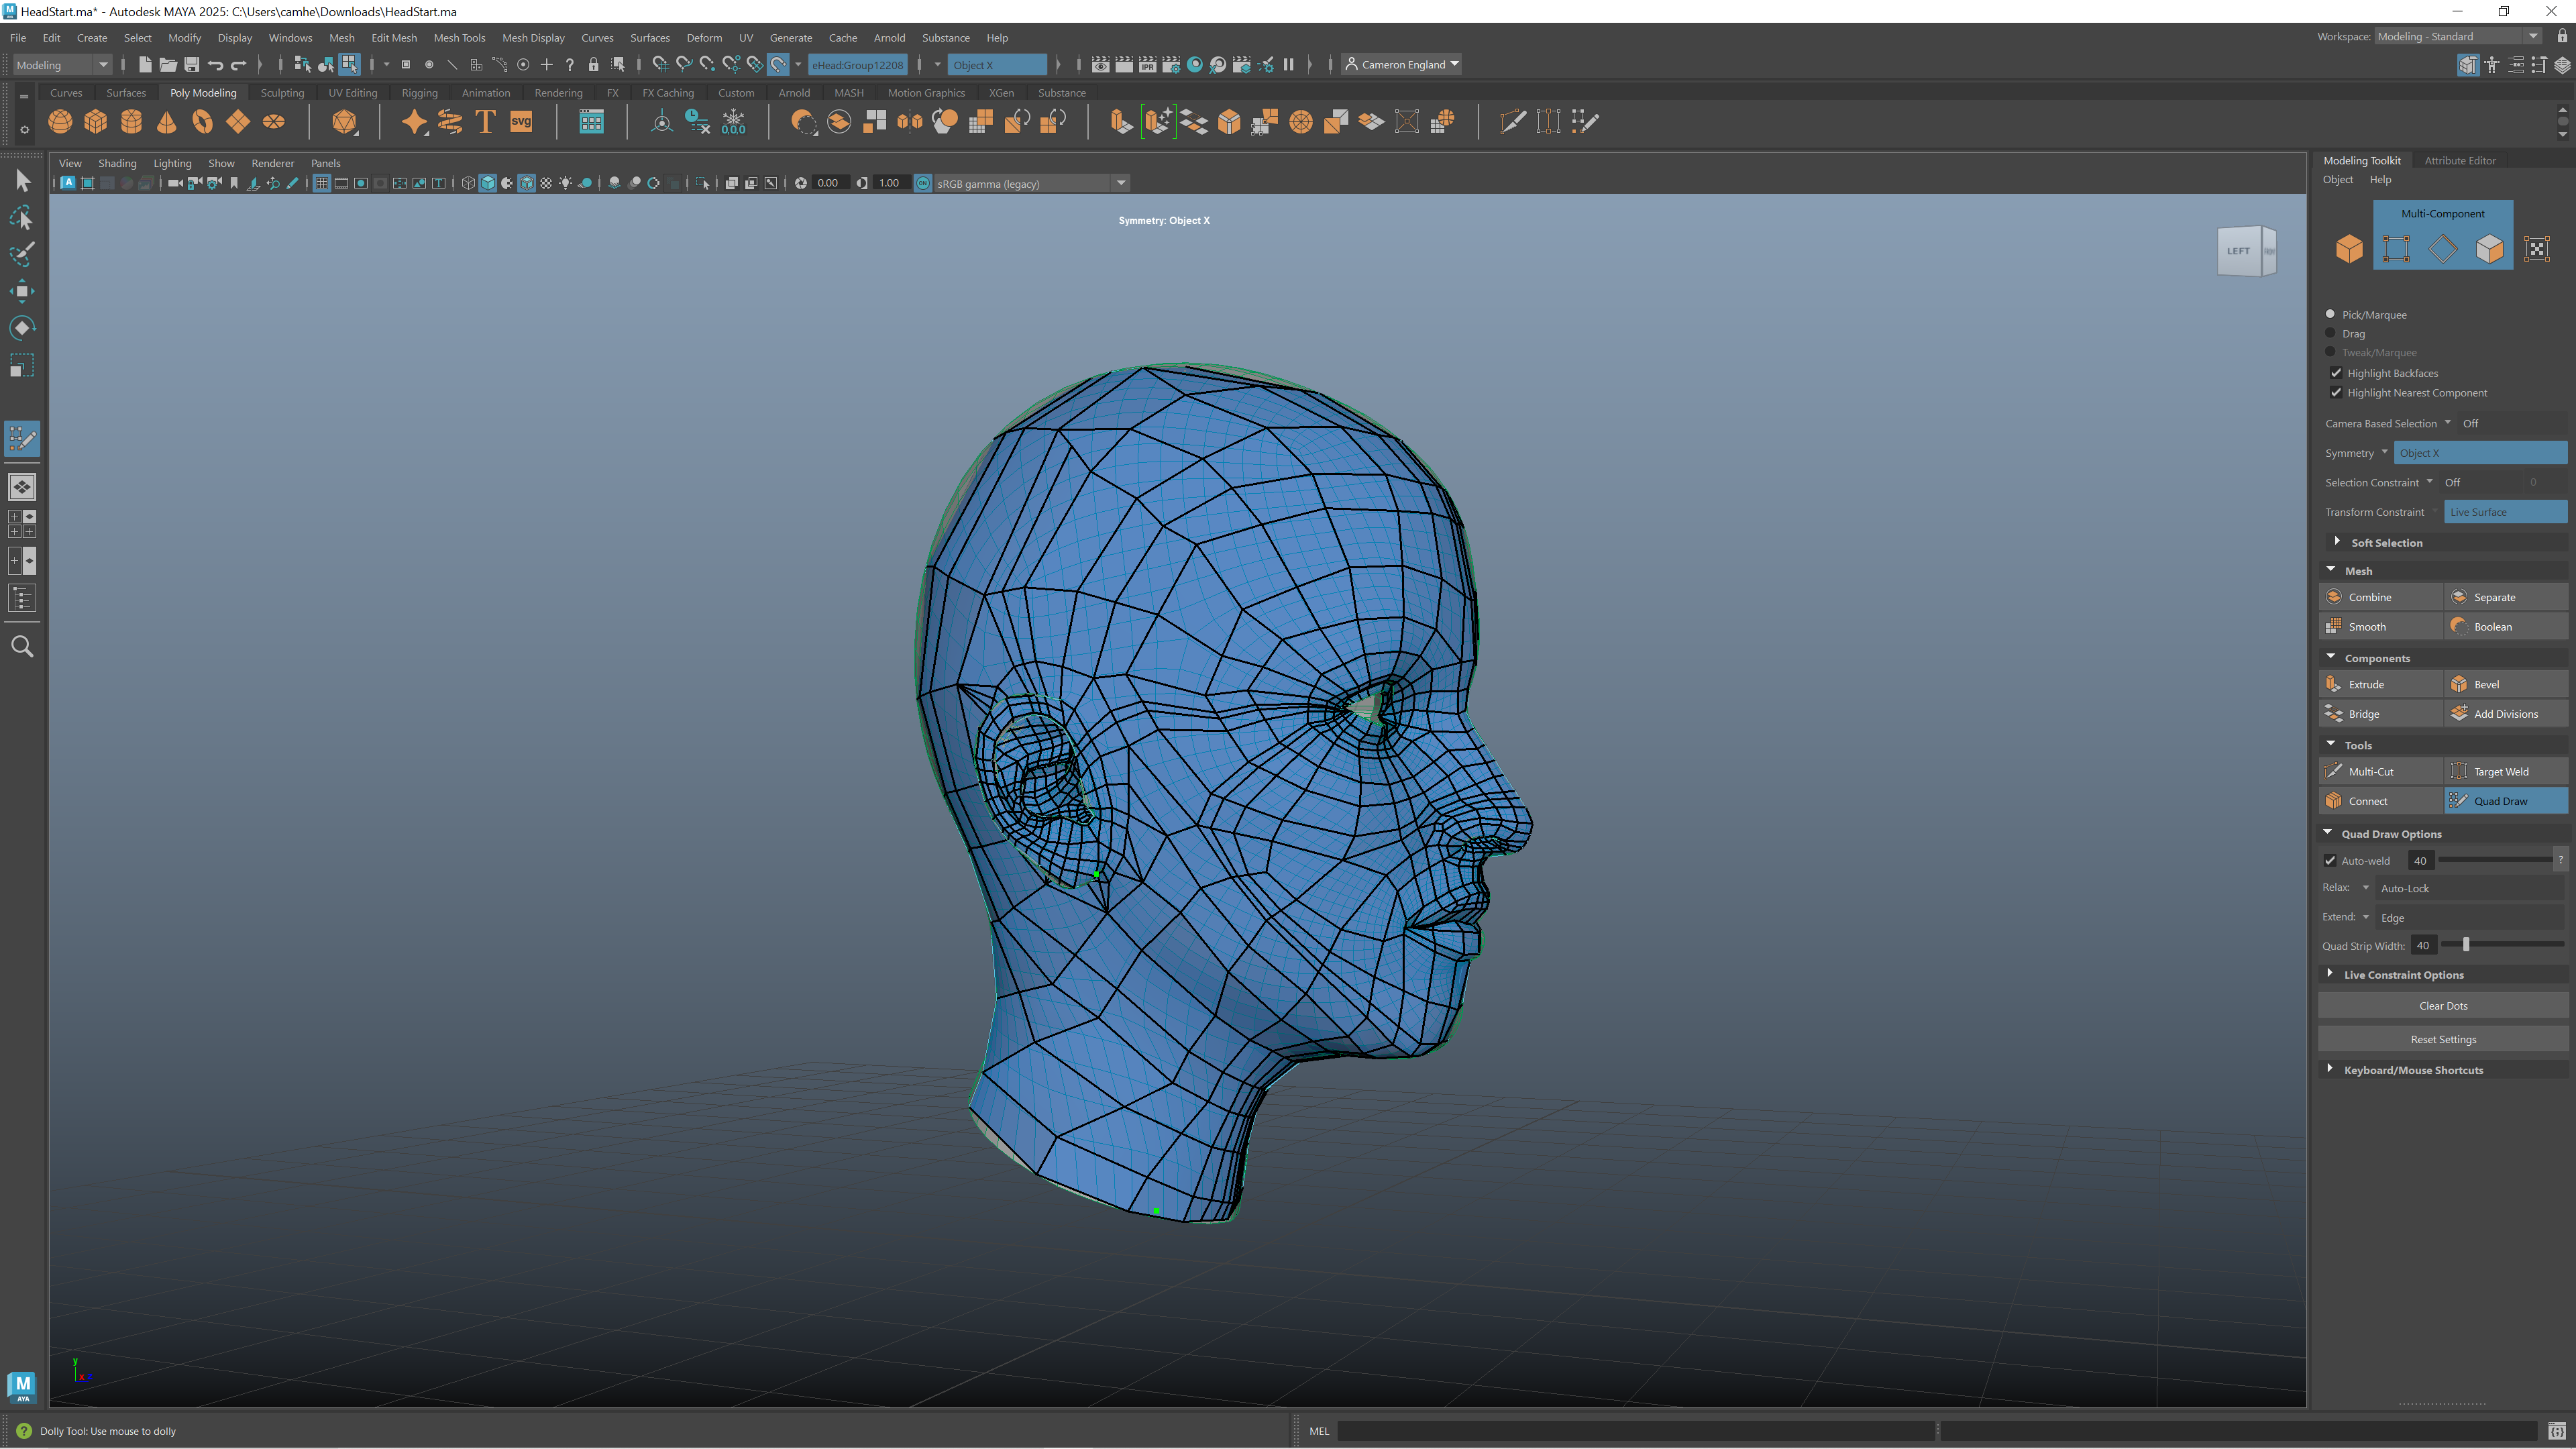 HeadStart.ma* - Autodesk MAYA 2025: C:\Users\camhe\Downloads\HeadStart.ma
File Edit Create Select Modify Display Windows Mesh Edit Mesh Mesh Tools Mesh Display Curves Surfaces Deform UV Generate Cache Arnold Substance Help
Workspace: Modeling - Standard
Modeling
eHead:Group12208
Object X
IPR
Cameron England
Curves Surfaces Poly Modeling Sculpting UV Editing Rigging Animation Rendering FX FX Caching Custom Arnold MASH Motion Graphics XGen Substance
T
SVG
0,0,0
View Shading Lighting Show Renderer Panels
A
0.00
1.00
ON
sRGB gamma (legacy)
Symmetry: Object X
LEFT
Modeling Toolkit Attribute Editor
Object Help
Multi-Component
Pick/Marquee
Drag
Tweak/Marquee
Highlight Backfaces
Highlight Nearest Component
Camera Based Selection Off
Symmetry Object X
Selection Constraint Off 0
Transform Constraint Live Surface
Soft Selection
Mesh
Combine Separate
Smooth Boolean
Components
Extrude Bevel
Bridge Add Divisions
Tools
Multi-Cut Target Weld
Connect Quad Draw
Quad Draw Options
Auto-weld 40 ?
Relax: Auto-Lock
Extend: Edge
Quad Strip Width: 40
Live Constraint Options
Clear Dots
Reset Settings
Keyboard/Mouse Shortcuts
y
x
M
AYA
? Dolly Tool: Use mouse to dolly
MEL